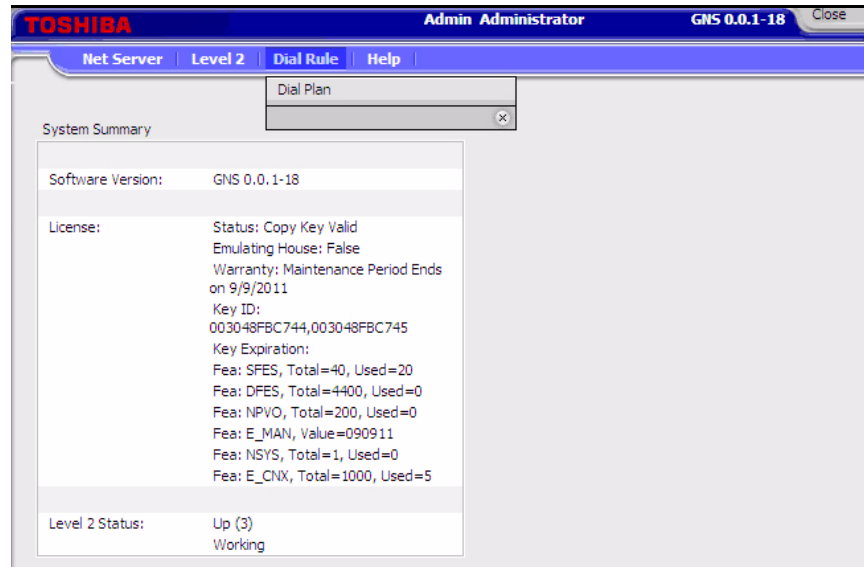 TOSHIBA Admin Administrator GNS 0.0.1-18 Close
Net Server Level 2 Dial Rule Help
Dial Plan
System Summary
Software Version: GNS 0.0.1-18
License: Status: Copy Key Valid
Emulating House: False
Warranty: Maintenance Period Ends
on 9/9/2011
Key ID:
003048FBC744,003048FBC745
Key Expiration:
Fea: SFES, Total=40, Used=20
Fea: DFES, Total=4400, Used=0
Fea: NPVO, Total=200, Used=0
Fea: E_MAN, Value=090911
Fea: NSYS, Total=1, Used=0
Fea: E_CNX, Total=1000, Used=5
Level 2 Status: Up (3)
Working